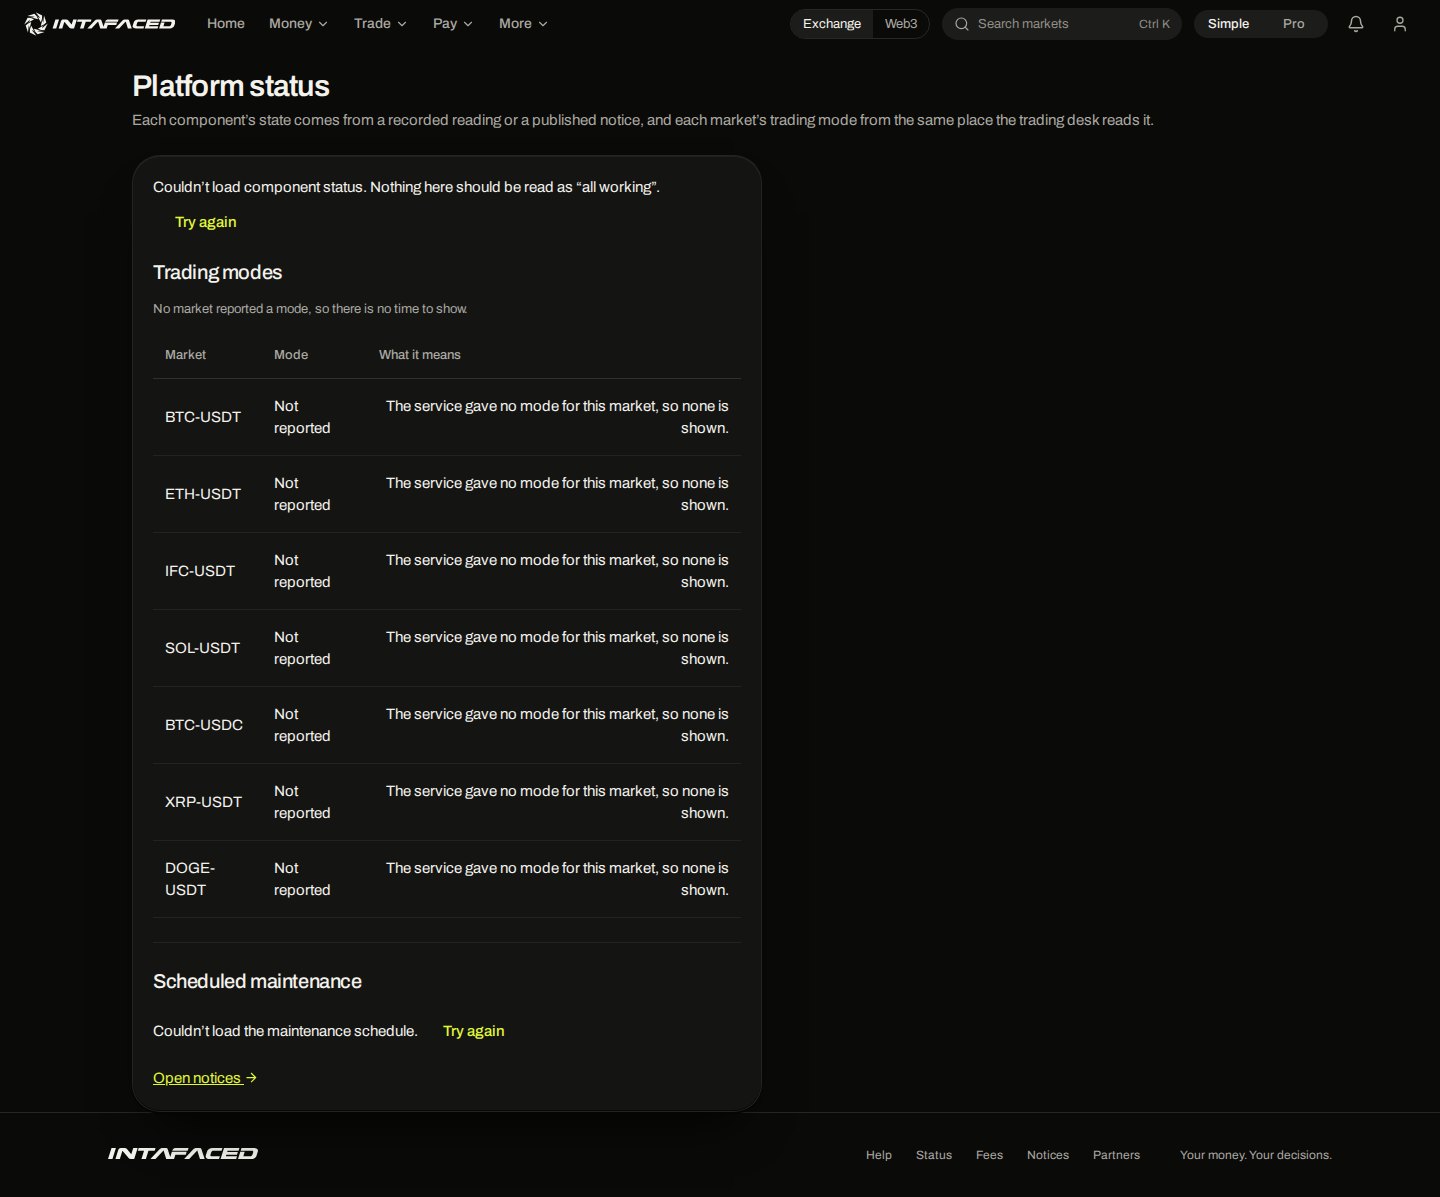 INTAFACED
Home
Money
Trade
Pay
More
Exchange
Web3
Search markets
Ctrl K
Simple
Pro
Platform status
Each component’s state comes from a recorded reading or a published notice, and each market’s trading mode from the same place the trading desk reads it.
Couldn’t load component status. Nothing here should be read as “all working”.
Try again
Trading modes
No market reported a mode, so there is no time to show.
Market Mode What it means
BTC-USDT
Not
reported
The service gave no mode for this market, so none is
shown.
ETH-USDT
Not
reported
The service gave no mode for this market, so none is
shown.
IFC-USDT
Not
reported
The service gave no mode for this market, so none is
shown.
SOL-USDT
Not
reported
The service gave no mode for this market, so none is
shown.
BTC-USDC
Not
reported
The service gave no mode for this market, so none is
shown.
XRP-USDT
Not
reported
The service gave no mode for this market, so none is
shown.
DOGE-
USDT
Not
reported
The service gave no mode for this market, so none is
shown.
Scheduled maintenance
Couldn’t load the maintenance schedule. Try again
Open notices →
INTAFACED
Help
Status
Fees
Notices
Partners
Your money. Your decisions.